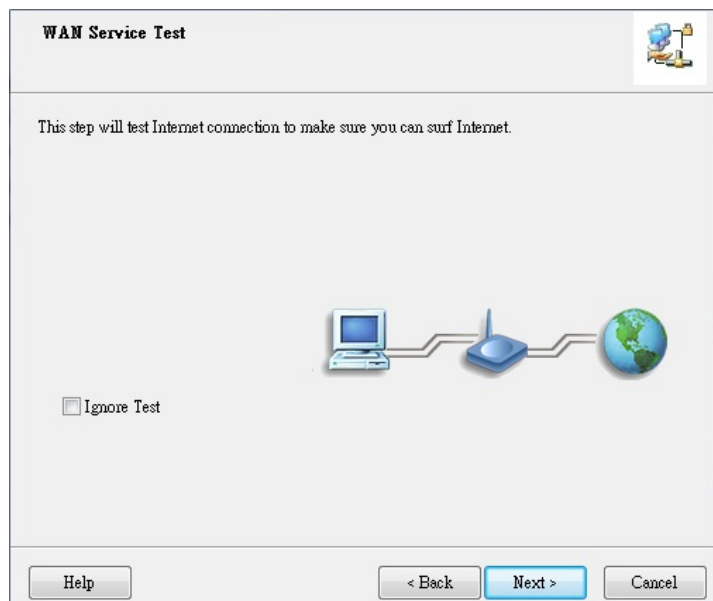 WAN Service Test
This step will test Internet connection to make sure you can surf Internet.
Ignore Test
Help
< Back
Next >
Cancel